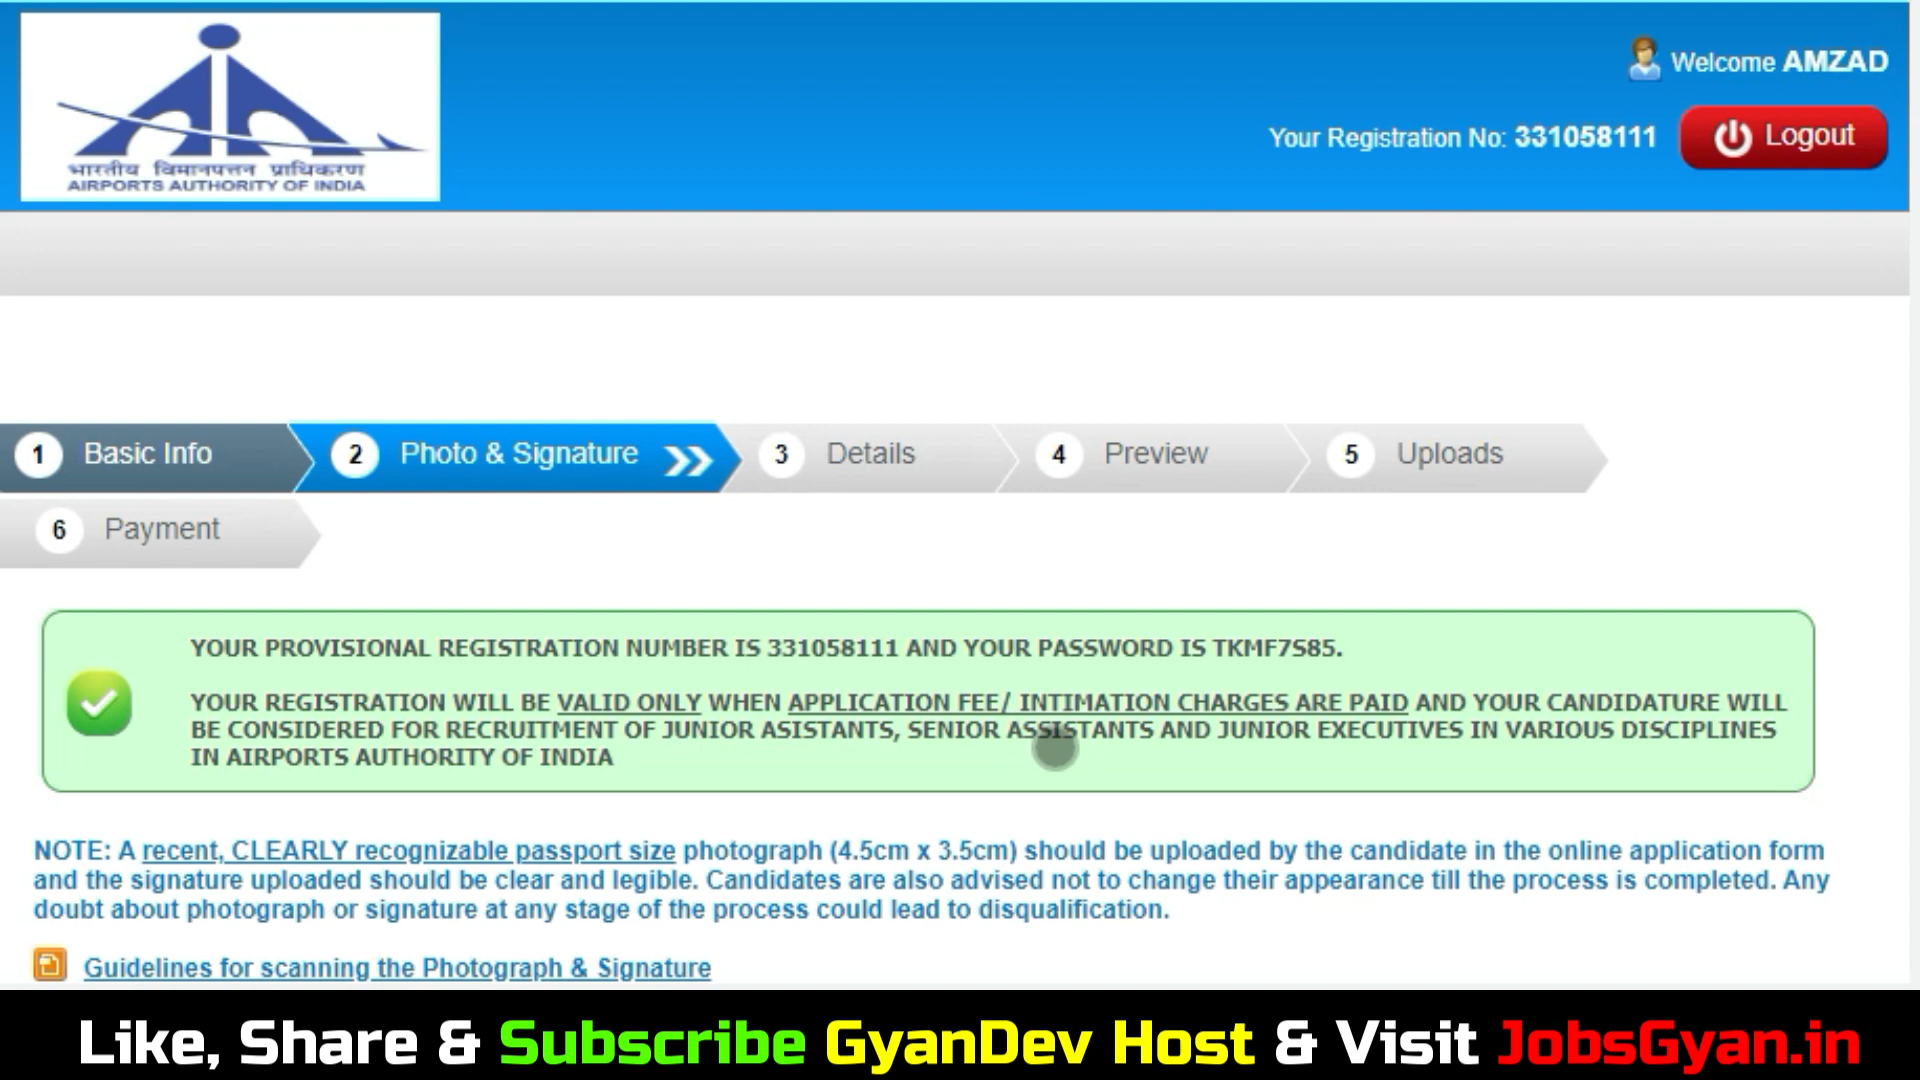 भारतीय विमानपत्तन प्राधिकरण
AIRPORTS AUTHORITY OF INDIA
Welcome AMZAD
Your Registration No: 331058111
Logout
1 Basic Info
2 Photo & Signature
3 Details
4 Preview
5 Uploads
6 Payment
YOUR PROVISIONAL REGISTRATION NUMBER IS 331058111 AND YOUR PASSWORD IS TKMF7S85.
YOUR REGISTRATION WILL BE VALID ONLY WHEN APPLICATION FEE/ INTIMATION CHARGES ARE PAID AND YOUR CANDIDATURE WILL
BE CONSIDERED FOR RECRUITMENT OF JUNIOR ASISTANTS, SENIOR ASSISTANTS AND JUNIOR EXECUTIVES IN VARIOUS DISCIPLINES
IN AIRPORTS AUTHORITY OF INDIA
NOTE: A recent, CLEARLY recognizable passport size photograph (4.5cm x 3.5cm) should be uploaded by the candidate in the online application form
and the signature uploaded should be clear and legible. Candidates are also advised not to change their appearance till the process is completed. Any
doubt about photograph or signature at any stage of the process could lead to disqualification.
Guidelines for scanning the Photograph & Signature
Like, Share & Subscribe GyanDev Host & Visit JobsGyan.in